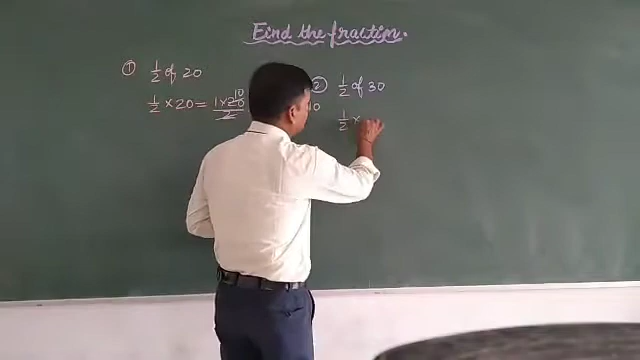 Find the fraction.
① 1/2 of 20
1/2 × 20 = 1 × 20/2 10 10
② 1/2 of 30
1/2 ×